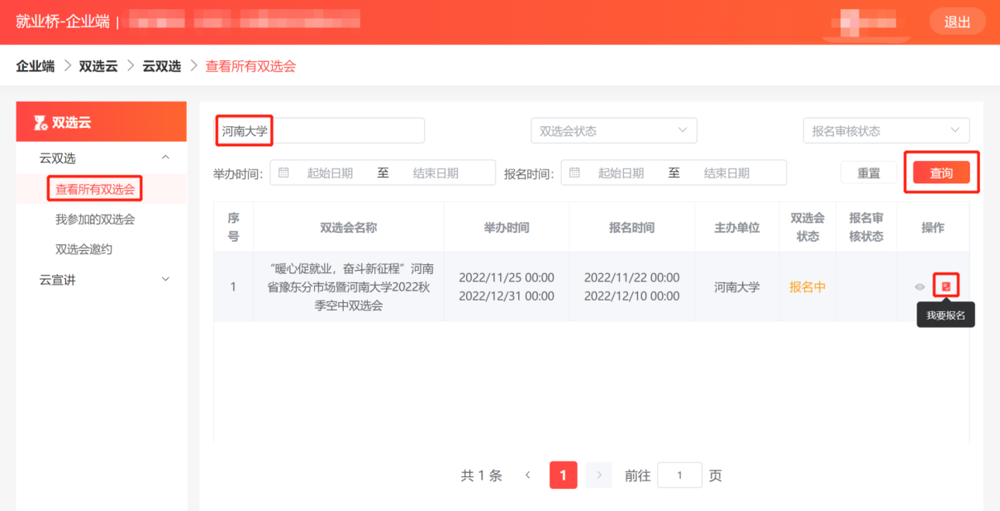 就业桥-企业端 |
退出
企业端 > 双选云 > 云双选 > 查看所有双选会
双选云
云双选
查看所有双选会
我参加的双选会
双选会邀约
云宣讲
河南大学
双选会状态
报名审核状态
举办时间: 起始日期 至 结束日期
报名时间: 起始日期 至 结束日期
重置
查询
序
号
双选会名称
举办时间
报名时间
主办单位
双选会
状态
报名审
核状态
操作
1
“暖心促就业，奋斗新征程”河南
省豫东分市场暨河南大学2022秋
季空中双选会
2022/11/25 00:00
2022/12/31 00:00
2022/11/22 00:00
2022/12/10 00:00
河南大学
报名中
我要报名
共 1 条 < 1 > 前往 1 页